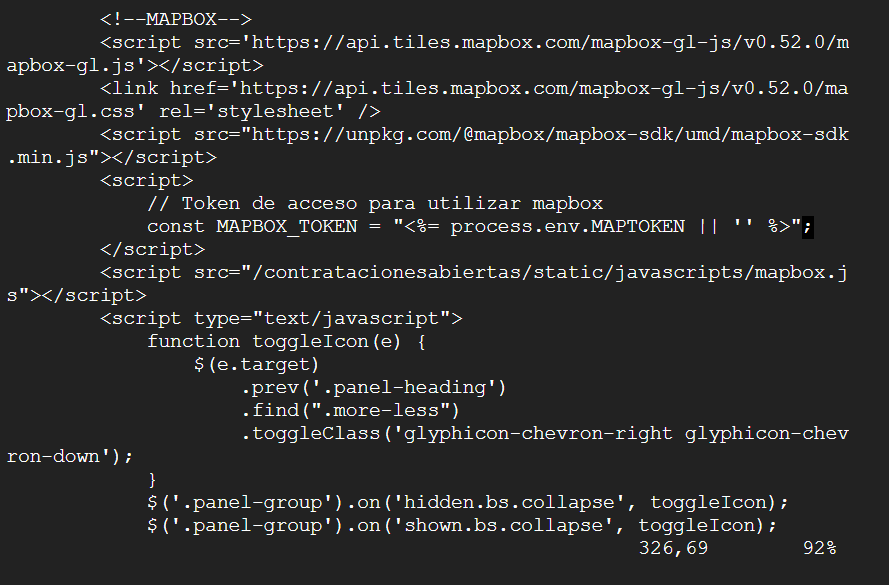 <!--MAPBOX-->
<script src='https://api.tiles.mapbox.com/mapbox-gl-js/v0.52.0/m
apbox-gl.js'></script>
<link href='https://api.tiles.mapbox.com/mapbox-gl-js/v0.52.0/ma
pbox-gl.css' rel='stylesheet' />
<script src="https://unpkg.com/@mapbox/mapbox-sdk/umd/mapbox-sdk
.min.js"></script>
<script>
// Token de acceso para utilizar mapbox
const MAPBOX_TOKEN = "<%= process.env.MAPTOKEN || '' %>";
</script>
<script src="/contratacionesabiertas/static/javascripts/mapbox.j
s"></script>
<script type="text/javascript">
function toggleIcon(e) {
$(e.target)
.prev('.panel-heading')
.find(".more-less")
.toggleClass('glyphicon-chevron-right glyphicon-chev
ron-down');
}
$('.panel-group').on('hidden.bs.collapse', toggleIcon);
$('.panel-group').on('shown.bs.collapse', toggleIcon);
326,69 92%